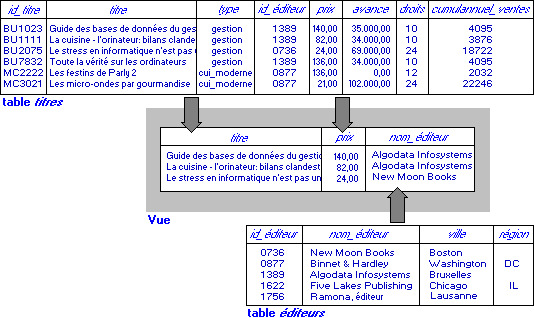 id_titre titre type id_éditeur prix avance droits cumulannuel_ventes
BU1023 Guide des bases de données du gesti gestion 1389 140,00 35.000,00 10 4095
BU1111 La cuisine - l'orinateur: bilans clandes gestion 1389 82,00 34.000,00 10 3876
BU2075 Le stress en informatique n'est pas u gestion 0736 24,00 69.000,00 24 18722
BU7832 Toute la vérité sur les ordinateurs gestion 1389 136,00 34.000,00 10 4095
MC2222 Les festins de Parly 2 cui_moderne 0877 136,00 0,00 12 2032
MC3021 Les micro-ondes par gourmandise cui_moderne 0877 21,00 102.000,00 24 22246
table titres
titre prix nom_éditeur
Guide des bases de données du gestic 140,00 Algodata Infosystems
La cuisine - l'orinateur: bilans clandest 82,00 Algodata Infosystems
Le stress en informatique n'est pas un 24,00 New Moon Books
Vue
id_éditeur nom_éditeur ville région
0736 New Moon Books Boston
0877 Binnet & Hardley Washington DC
1389 Algodata Infosystems Bruxelles
1622 Five Lakes Publishing Chicago IL
1756 Ramona, éditeur Lausanne
table éditeurs